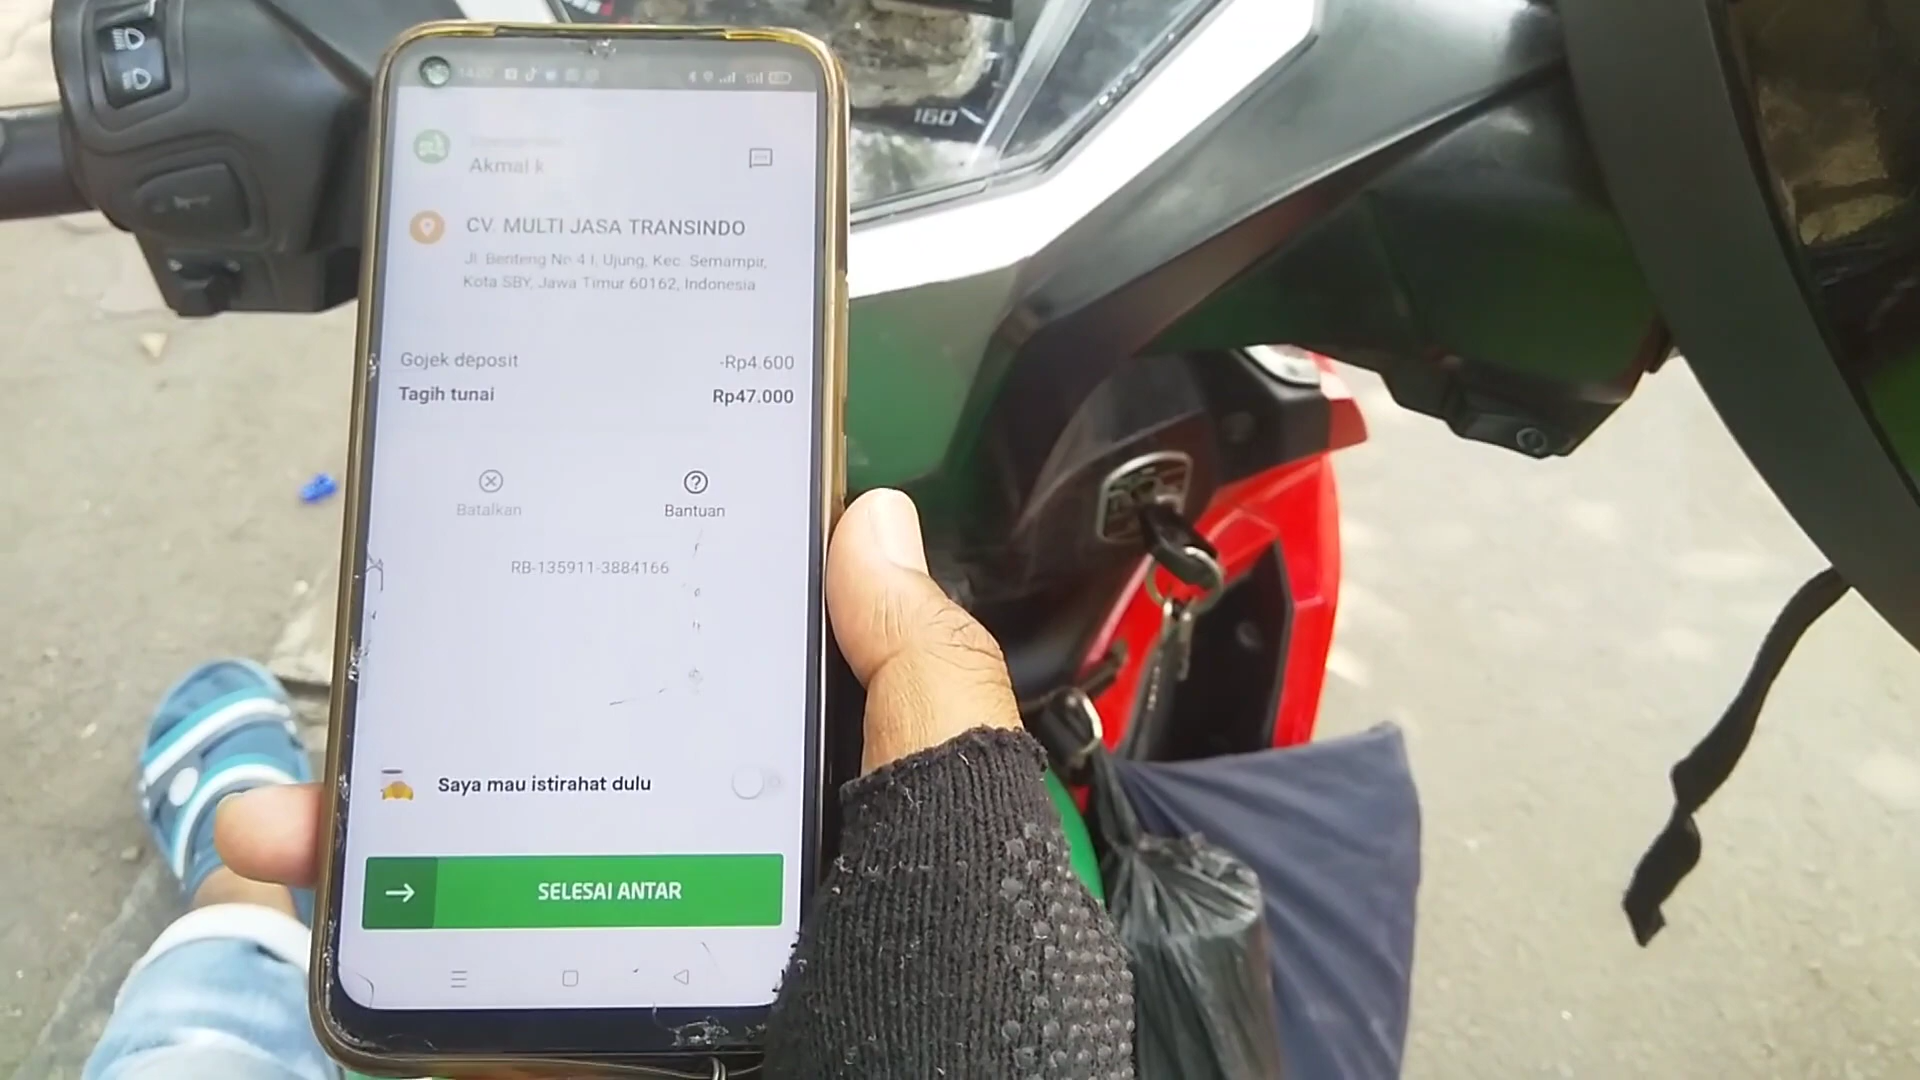 Akmal k
CV. MULTI JASA TRANSINDO
Jl. Benteng No.4 I, Ujung, Kec. Semampir,
Kota SBY, Jawa Timur 60162, Indonesia
Gojek deposit -Rp4.600
Tagih tunai Rp47.000
Batalkan Bantuan
RB-135911-3884166
Saya mau istirahat dulu
SELESAI ANTAR
160